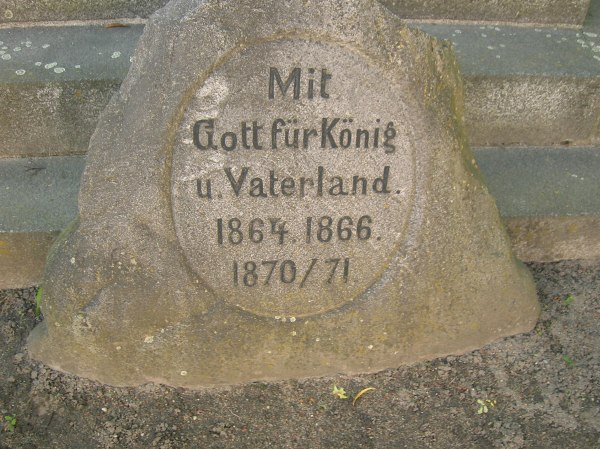 Mit
Gott für König
u. Vaterland.
1864. 1866.
1870/71.